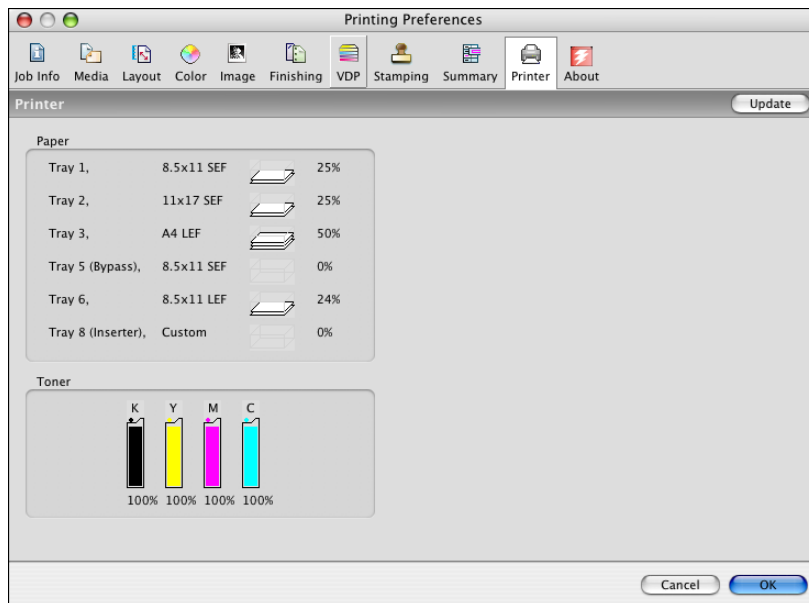 Printing Preferences
Job Info Media Layout Color Image Finishing VDP Stamping Summary Printer About
Printer Update
Paper
Tray 1, 8.5x11 SEF 25%
Tray 2, 11x17 SEF 25%
Tray 3, A4 LEF 50%
Tray 5 (Bypass), 8.5x11 SEF 0%
Tray 6, 8.5x11 LEF 24%
Tray 8 (Inserter), Custom 0%
Toner
K Y M C
100% 100% 100% 100%
Cancel OK